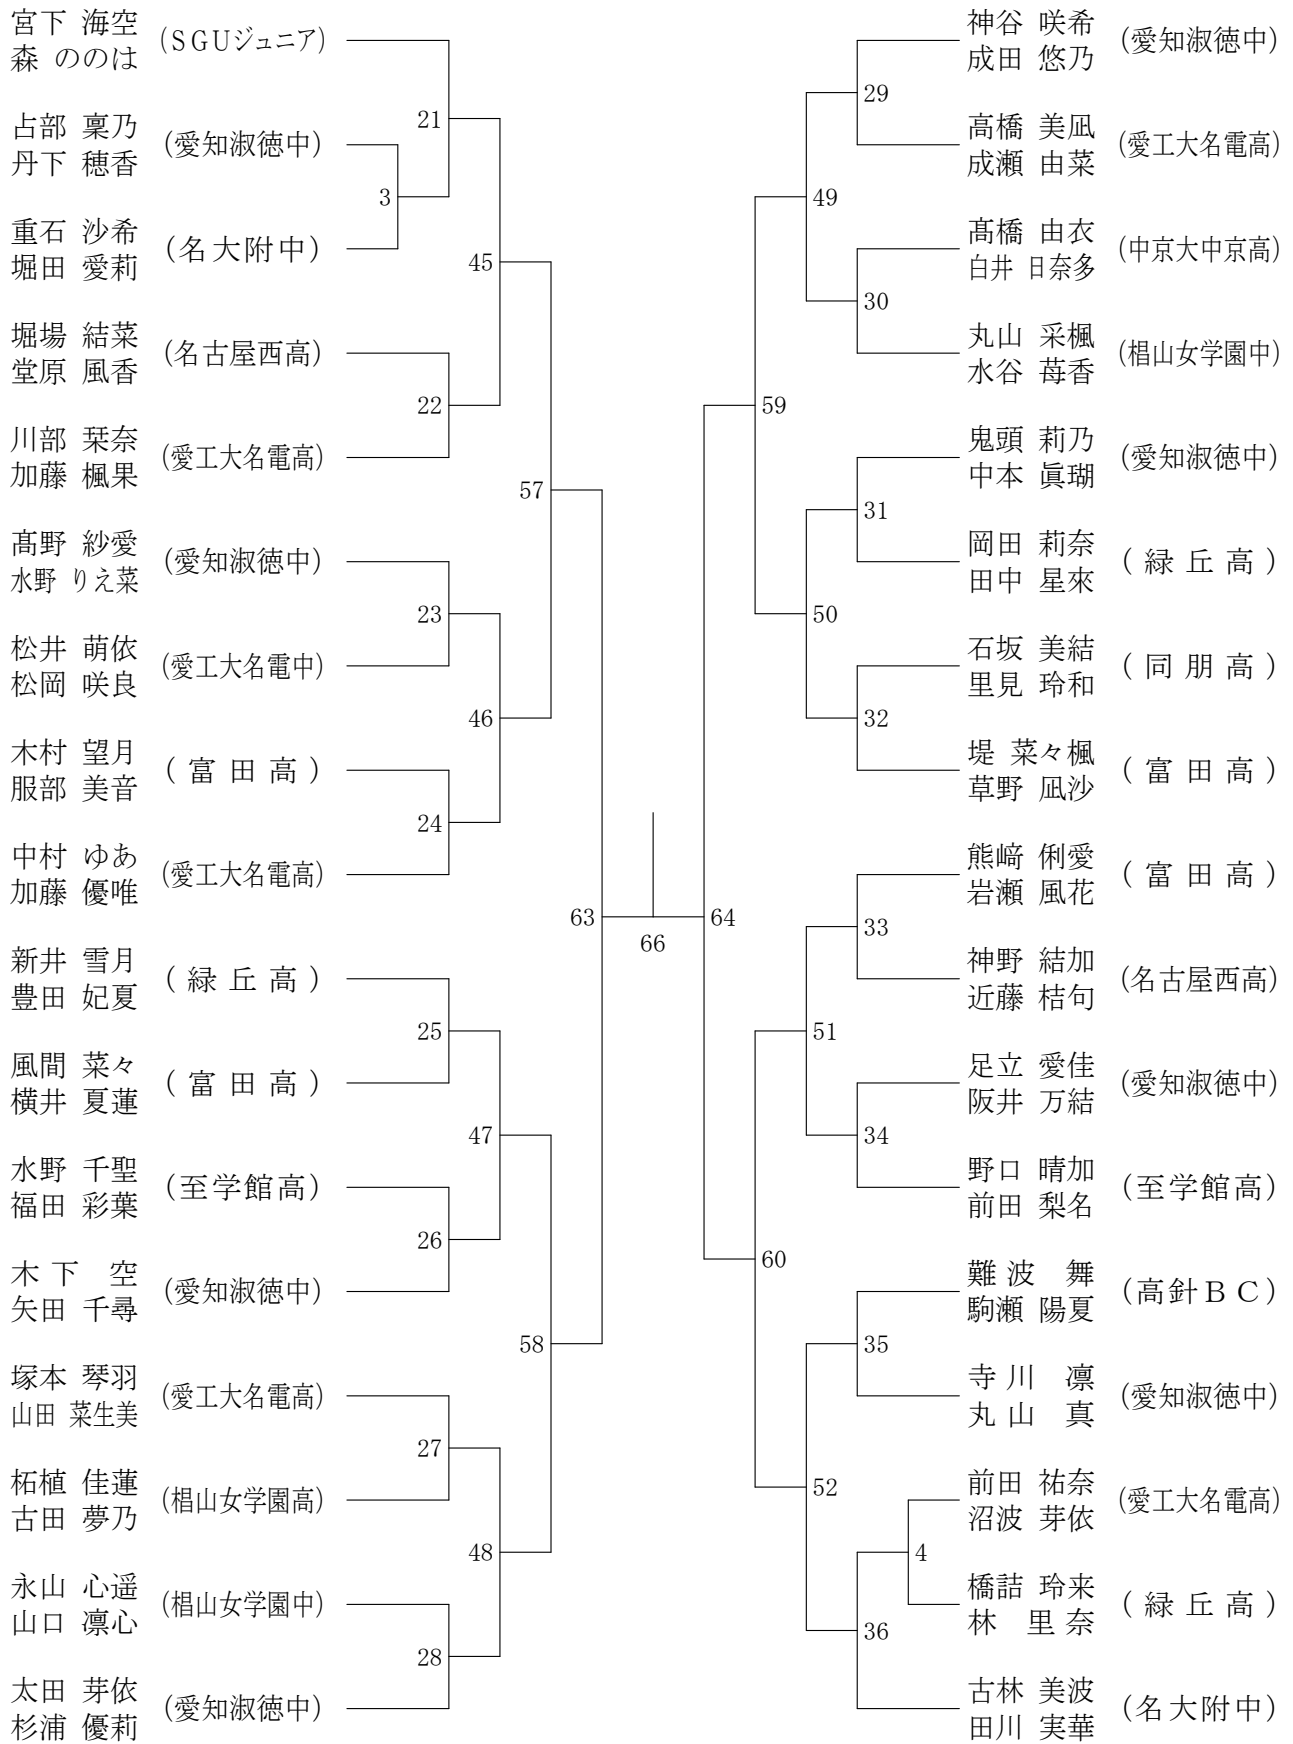 宮下 海空
森 ののは
(SGUジュニア)
占部 稟乃
丹下 穂香
(愛知淑徳中)
重石 沙希
堀田 愛莉
(名大附中)
堀場 結菜
堂原 風香
(名古屋西高)
川部 栞奈
加藤 楓果
(愛工大名電高)
髙野 紗愛
水野 りえ菜
(愛知淑徳中)
松井 萌依
松岡 咲良
(愛工大名電中)
木村 望月
服部 美音
(富田高)
中村 ゆあ
加藤 優唯
(愛工大名電高)
新井 雪月
豊田 妃夏
(緑丘高)
風間 菜々
横井 夏蓮
(富田高)
水野 千聖
福田 彩葉
(至学館高)
木下 空
矢田 千尋
(愛知淑徳中)
塚本 琴羽
山田 菜生美
(愛工大名電高)
柘植 佳蓮
古田 夢乃
(椙山女学園高)
永山 心遥
山口 凛心
(椙山女学園中)
太田 芽依
杉浦 優莉
(愛知淑徳中)
3
21
22
23
24
25
26
27
28
45
46
47
48
57
58
63
66
64
59
60
49
50
51
52
29
30
31
32
33
34
35
36
4
神谷 咲希
成田 悠乃
(愛知淑徳中)
高橋 美凪
成瀬 由菜
(愛工大名電高)
髙橋 由衣
白井 日奈多
(中京大中京高)
丸山 采楓
水谷 苺香
(椙山女学園中)
鬼頭 莉乃
中本 眞瑚
(愛知淑徳中)
岡田 莉奈
田中 星來
(緑丘高)
石坂 美結
里見 玲和
(同朋高)
堤 菜々楓
草野 凪沙
(富田高)
熊﨑 俐愛
岩瀬 風花
(富田高)
神野 結加
近藤 桔句
(名古屋西高)
足立 愛佳
阪井 万結
(愛知淑徳中)
野口 晴加
前田 梨名
(至学館高)
難波 舞
駒瀬 陽夏
(高針BC)
寺川 凛
丸山 真
(愛知淑徳中)
前田 祐奈
沼波 芽依
(愛工大名電高)
橋詰 玲来
林 里奈
(緑丘高)
古林 美波
田川 実華
(名大附中)